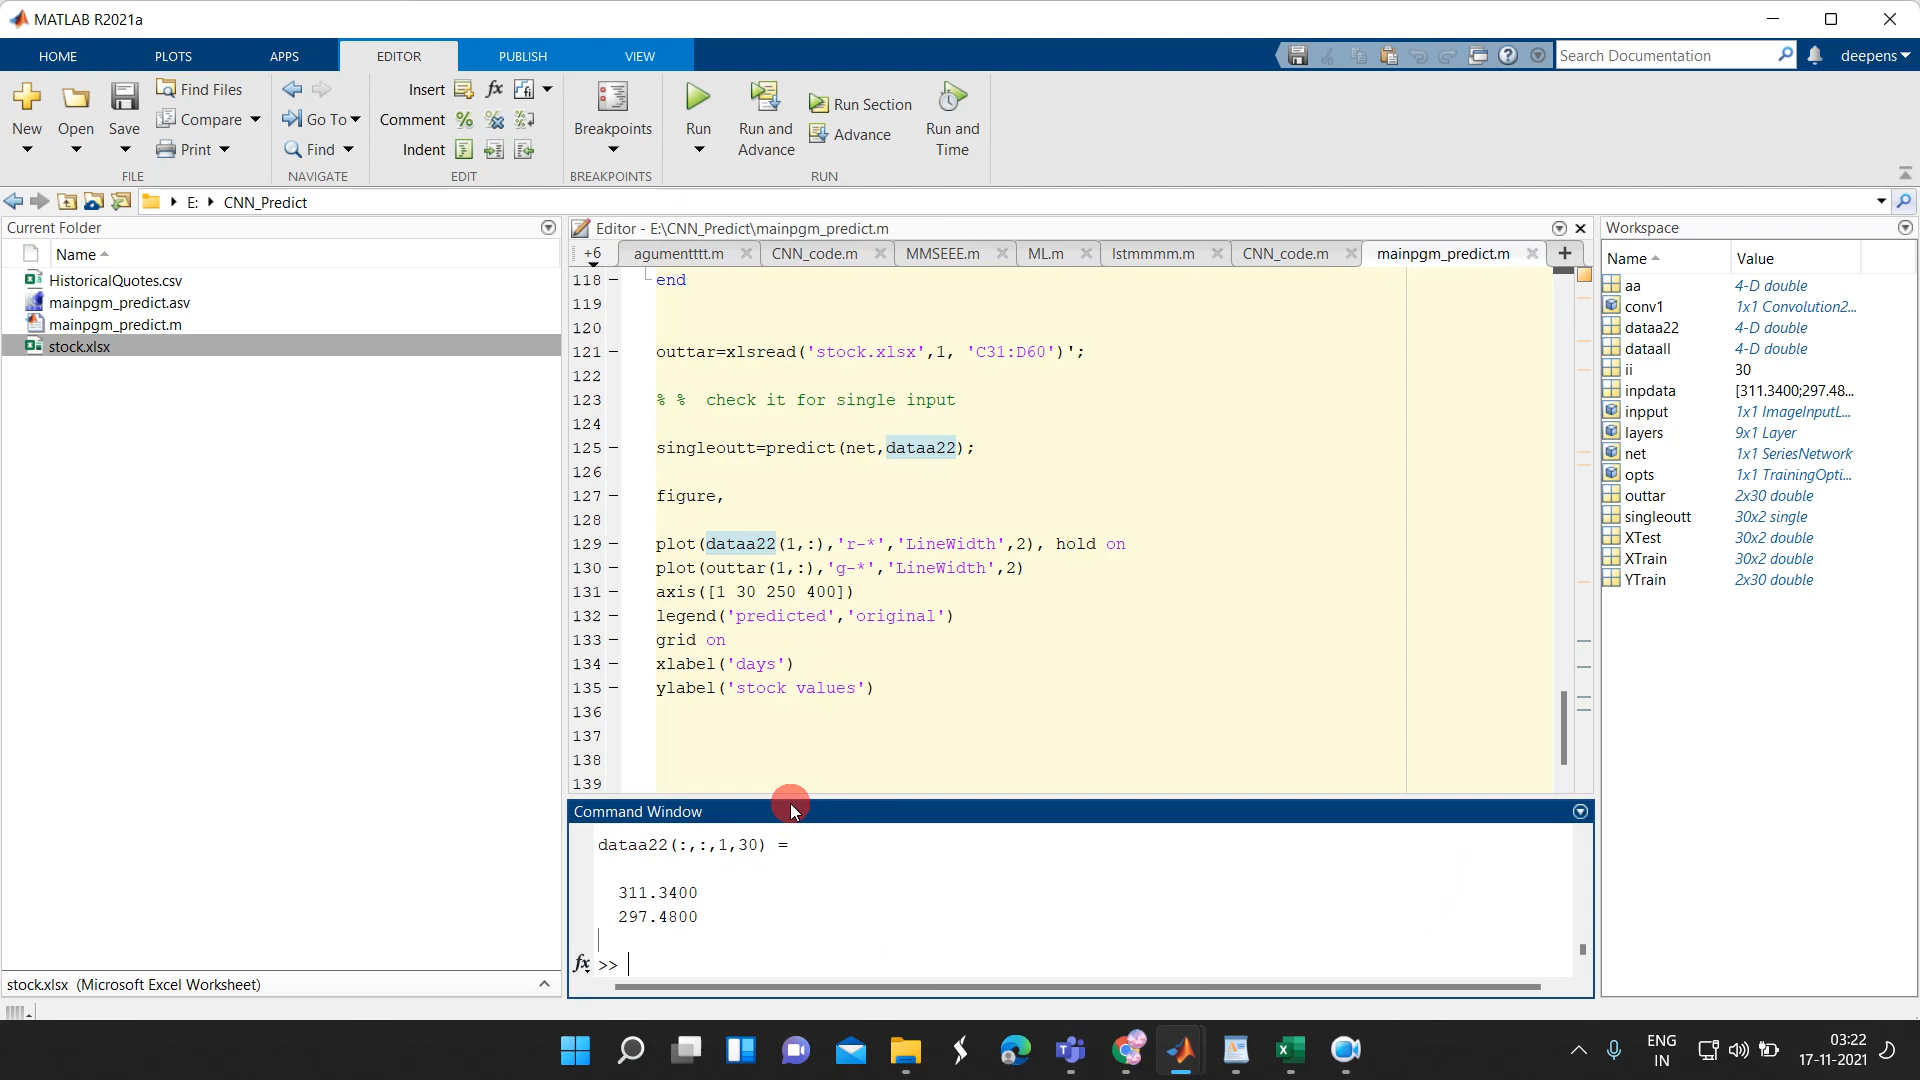 MATLAB R2021a
HOME PLOTS APPS EDITOR PUBLISH VIEW
Search Documentation
deepens
New Open Save
Find Files
Compare
Print
FILE
Go To
Find
NAVIGATE
Insert
Comment
Indent
EDIT
Breakpoints
BREAKPOINTS
Run
Run and Advance
Run Section
Advance
Run and Time
RUN
E: CNN_Predict
Current Folder
Name
HistoricalQuotes.csv
mainpgm_predict.asv
mainpgm_predict.m
stock.xlsx
stock.xlsx (Microsoft Excel Worksheet)
Editor - E:\CNN_Predict\mainpgm_predict.m
+6 agumentttt.m CNN_code.m MMSEEE.m ML.m lstmmmm.m CNN_code.m mainpgm_predict.m
118 end
119
120
121 outtar=xlsread('stock.xlsx',1, 'C31:D60')';
122
123 % % check it for single input
124
125 singleoutt=predict(net,dataa22);
126
127 figure,
128
129 plot(dataa22(1,:),'r-*','LineWidth',2), hold on
130 plot(outtar(1,:),'g-*','LineWidth',2)
131 axis([1 30 250 400])
132 legend('predicted','original')
133 grid on
134 xlabel('days')
135 ylabel('stock values')
136
137
138
139
Command Window
dataa22(:,:,1,30) =
311.3400
297.4800
fx >>
Workspace
Name Value
aa 4-D double
conv1 1x1 Convolution2...
dataa22 4-D double
dataall 4-D double
ii 30
inpdata [311.3400;297.48...
inpput 1x1 ImageInputL...
layers 9x1 Layer
net 1x1 SeriesNetwork
opts 1x1 TrainingOpti...
outtar 2x30 double
singleoutt 30x2 single
XTest 30x2 double
XTrain 30x2 double
YTrain 2x30 double
ENG
IN
03:22
17-11-2021